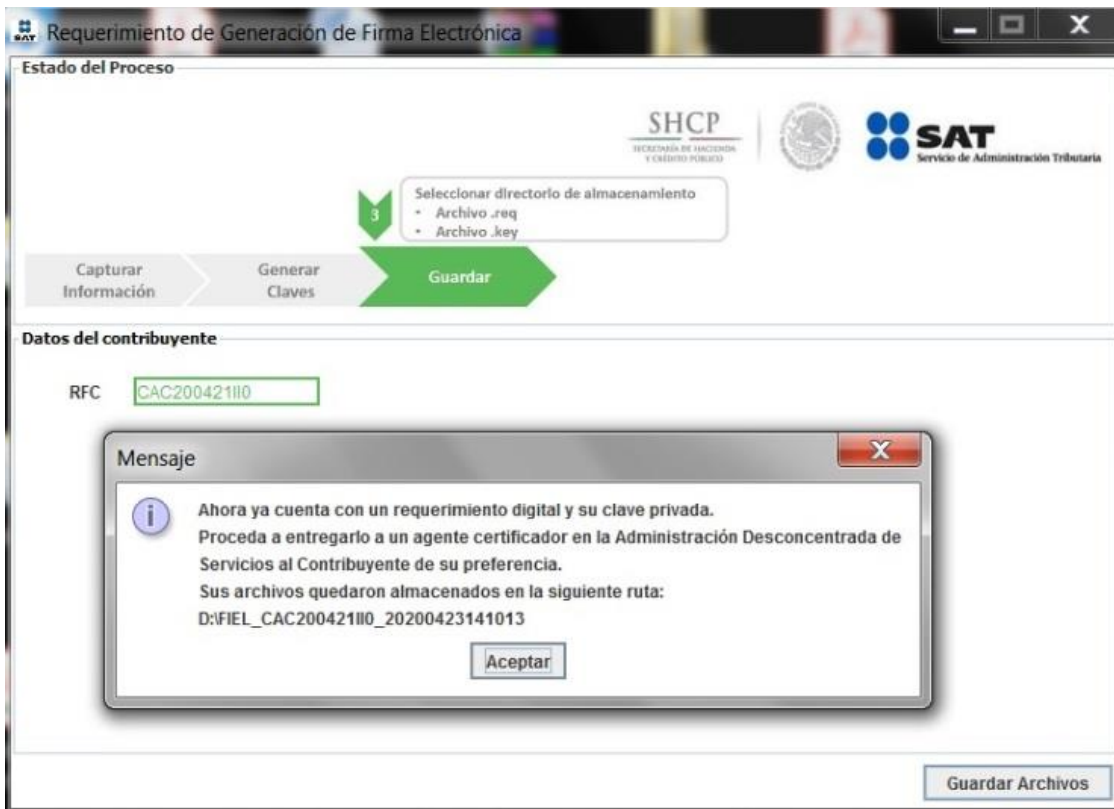 SAT Requerimiento de Generación de Firma Electrónica
Estado del Proceso
SHCP
SECRETARÍA DE HACIENDA
Y CRÉDITO PÚBLICO
SAT
Servicio de Administración Tributaria
3
Seleccionar directorio de almacenamiento
• Archivo .req
• Archivo .key
Capturar
Información
Generar
Claves
Guardar
Datos del contribuyente
RFC CAC200421II0
Mensaje
Ahora ya cuenta con un requerimiento digital y su clave privada.
Proceda a entregarlo a un agente certificador en la Administración Desconcentrada de
Servicios al Contribuyente de su preferencia.
Sus archivos quedaron almacenados en la siguiente ruta:
D:\FIEL_CAC200421II0_20200423141013
Aceptar
Guardar Archivos